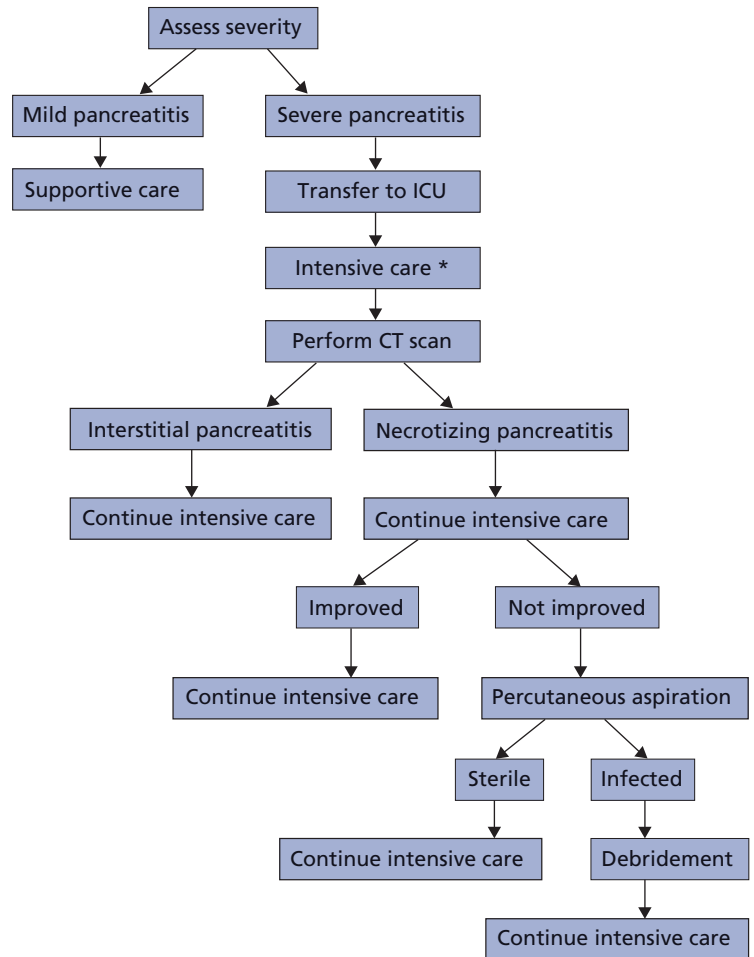 Assess severity
Mild pancreatitis
Severe pancreatitis
Supportive care
Transfer to ICU
Intensive care *
Perform CT scan
Interstitial pancreatitis
Necrotizing pancreatitis
Continue intensive care
Continue intensive care
Improved
Not improved
Continue intensive care
Percutaneous aspiration
Sterile
Infected
Continue intensive care
Debridement
Continue intensive care